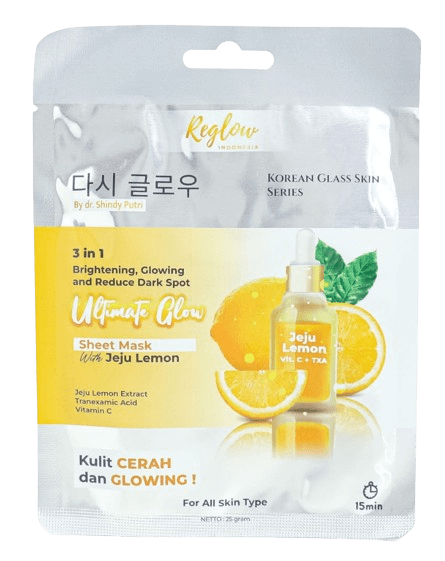 Reglow
INDONESIA
다시 글로우
By dr. Shindy Putri
KOREAN GLASS SKIN
SERIES
3 in 1
Brightening, Glowing
and Reduce Dark Spot
Ultimate Glow
Sheet Mask
With Jeju Lemon
Jeju
Lemon
Vit. C + TXA
Jeju Lemon Extract
Tranexamic Acid
Vitamin C
Kulit CERAH
dan GLOWING !
For All Skin Type
NETTO : 25 gram
15min